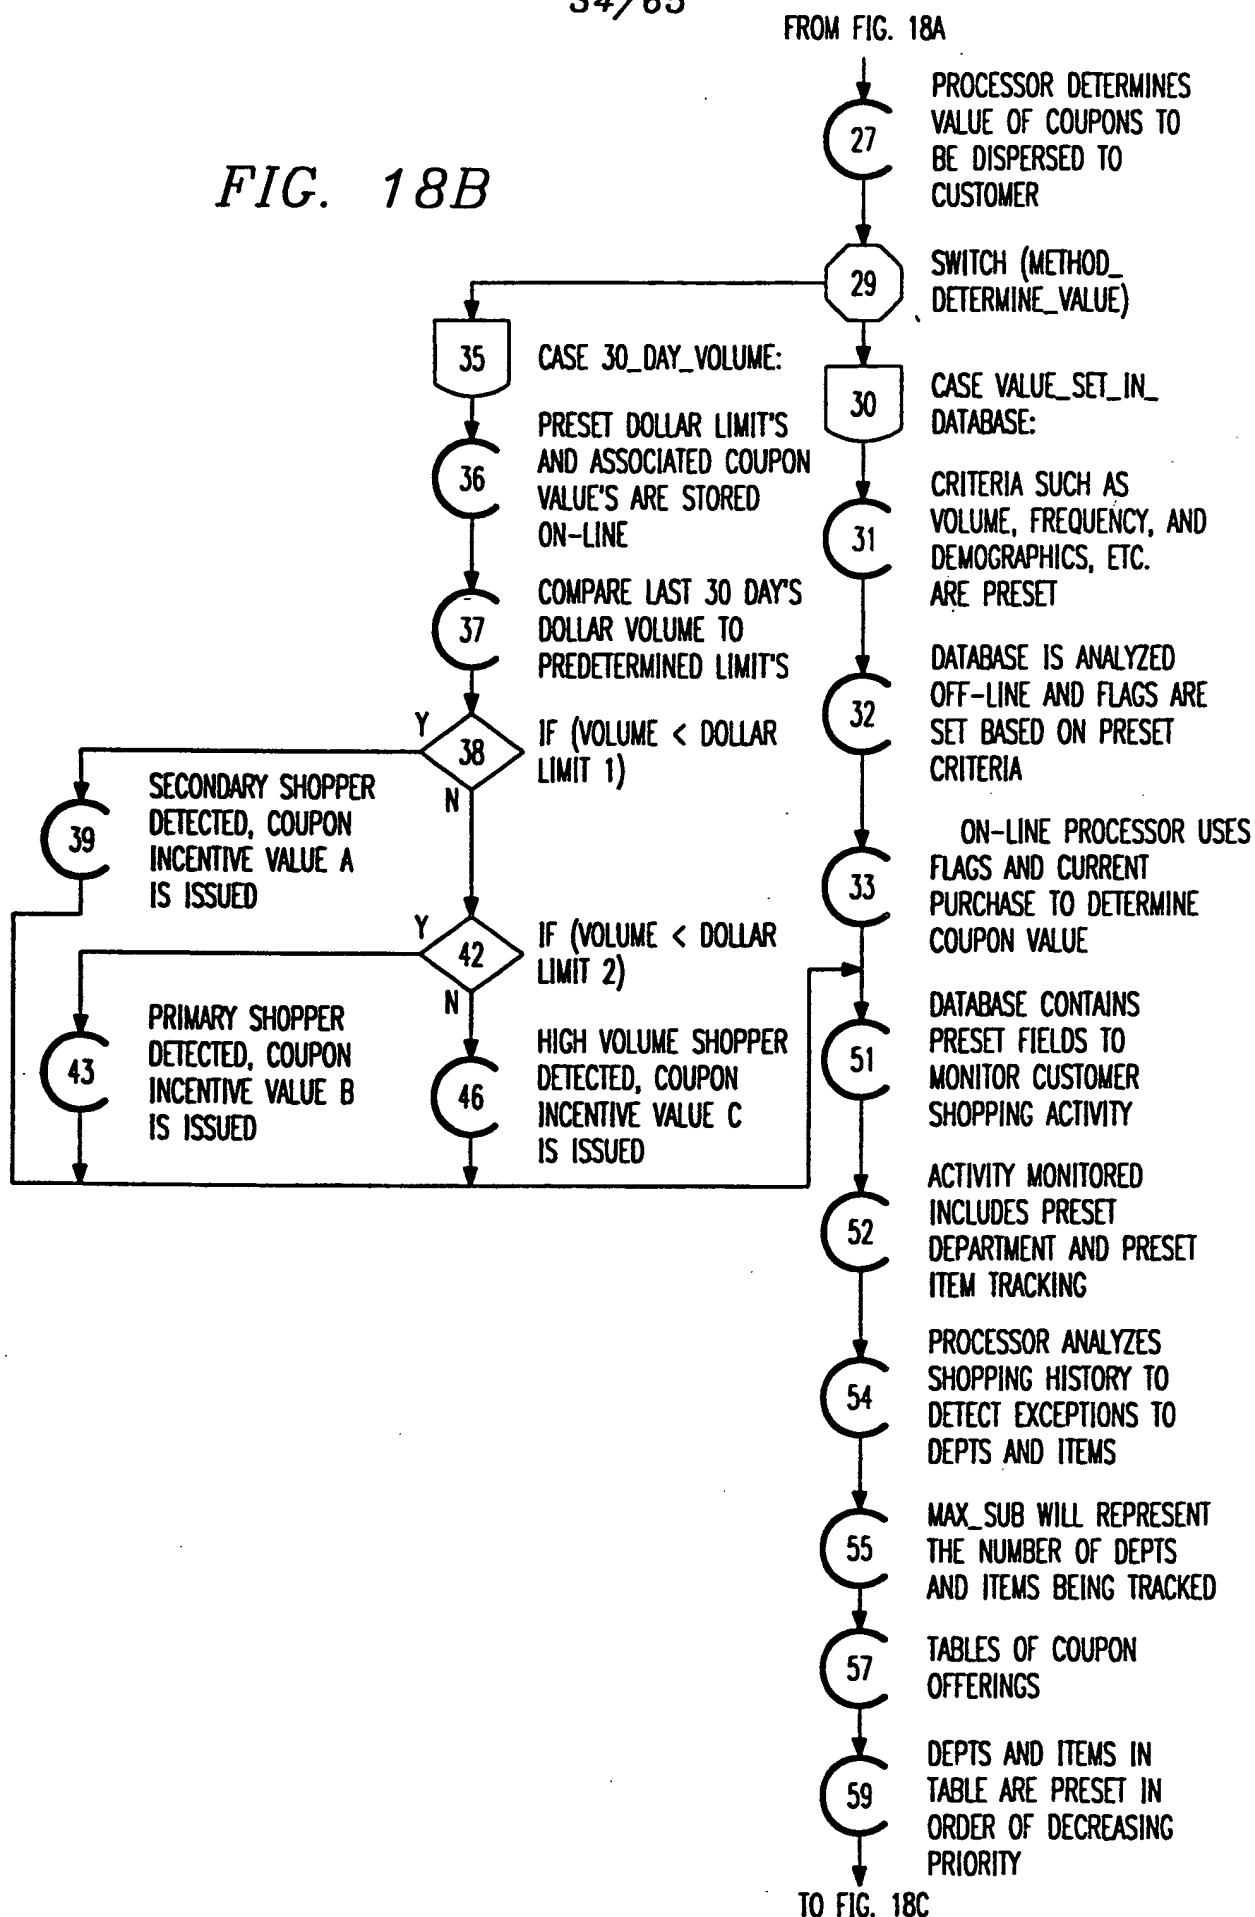 34/65
FROM FIG. 18A
FIG. 18B
27
PROCESSOR DETERMINES
VALUE OF COUPONS TO
BE DISPERSED TO
CUSTOMER
29
SWITCH (METHOD_
DETERMINE_VALUE)
35
CASE 30_DAY_VOLUME:
36
PRESET DOLLAR LIMIT'S
AND ASSOCIATED COUPON
VALUE'S ARE STORED
ON-LINE
37
COMPARE LAST 30 DAY'S
DOLLAR VOLUME TO
PREDETERMINED LIMIT'S
38
Y
N
IF (VOLUME < DOLLAR
LIMIT 1)
39
SECONDARY SHOPPER
DETECTED, COUPON
INCENTIVE VALUE A
IS ISSUED
42
Y
N
IF (VOLUME < DOLLAR
LIMIT 2)
43
PRIMARY SHOPPER
DETECTED, COUPON
INCENTIVE VALUE B
IS ISSUED
46
HIGH VOLUME SHOPPER
DETECTED, COUPON
INCENTIVE VALUE C
IS ISSUED
30
CASE VALUE_SET_IN_
DATABASE:
31
CRITERIA SUCH AS
VOLUME, FREQUENCY, AND
DEMOGRAPHICS, ETC.
ARE PRESET
32
DATABASE IS ANALYZED
OFF-LINE AND FLAGS ARE
SET BASED ON PRESET
CRITERIA
33
ON-LINE PROCESSOR USES
FLAGS AND CURRENT
PURCHASE TO DETERMINE
COUPON VALUE
51
DATABASE CONTAINS
PRESET FIELDS TO
MONITOR CUSTOMER
SHOPPING ACTIVITY
52
ACTIVITY MONITORED
INCLUDES PRESET
DEPARTMENT AND PRESET
ITEM TRACKING
54
PROCESSOR ANALYZES
SHOPPING HISTORY TO
DETECT EXCEPTIONS TO
DEPTS AND ITEMS
55
MAX_SUB WILL REPRESENT
THE NUMBER OF DEPTS
AND ITEMS BEING TRACKED
57
TABLES OF COUPON
OFFERINGS
59
DEPTS AND ITEMS IN
TABLE ARE PRESET IN
ORDER OF DECREASING
PRIORITY
TO FIG. 18C